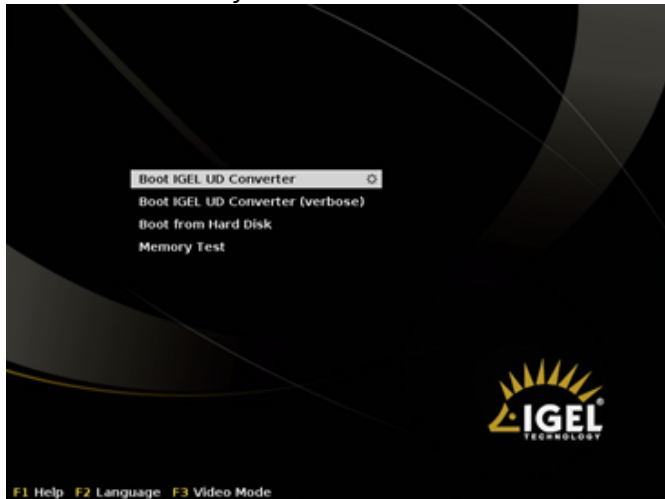 Boot IGEL UD Converter
Boot IGEL UD Converter (verbose)
Boot from Hard Disk
Memory Test
IGEL®
TECHNOLOGY
F1 Help F2 Language F3 Video Mode